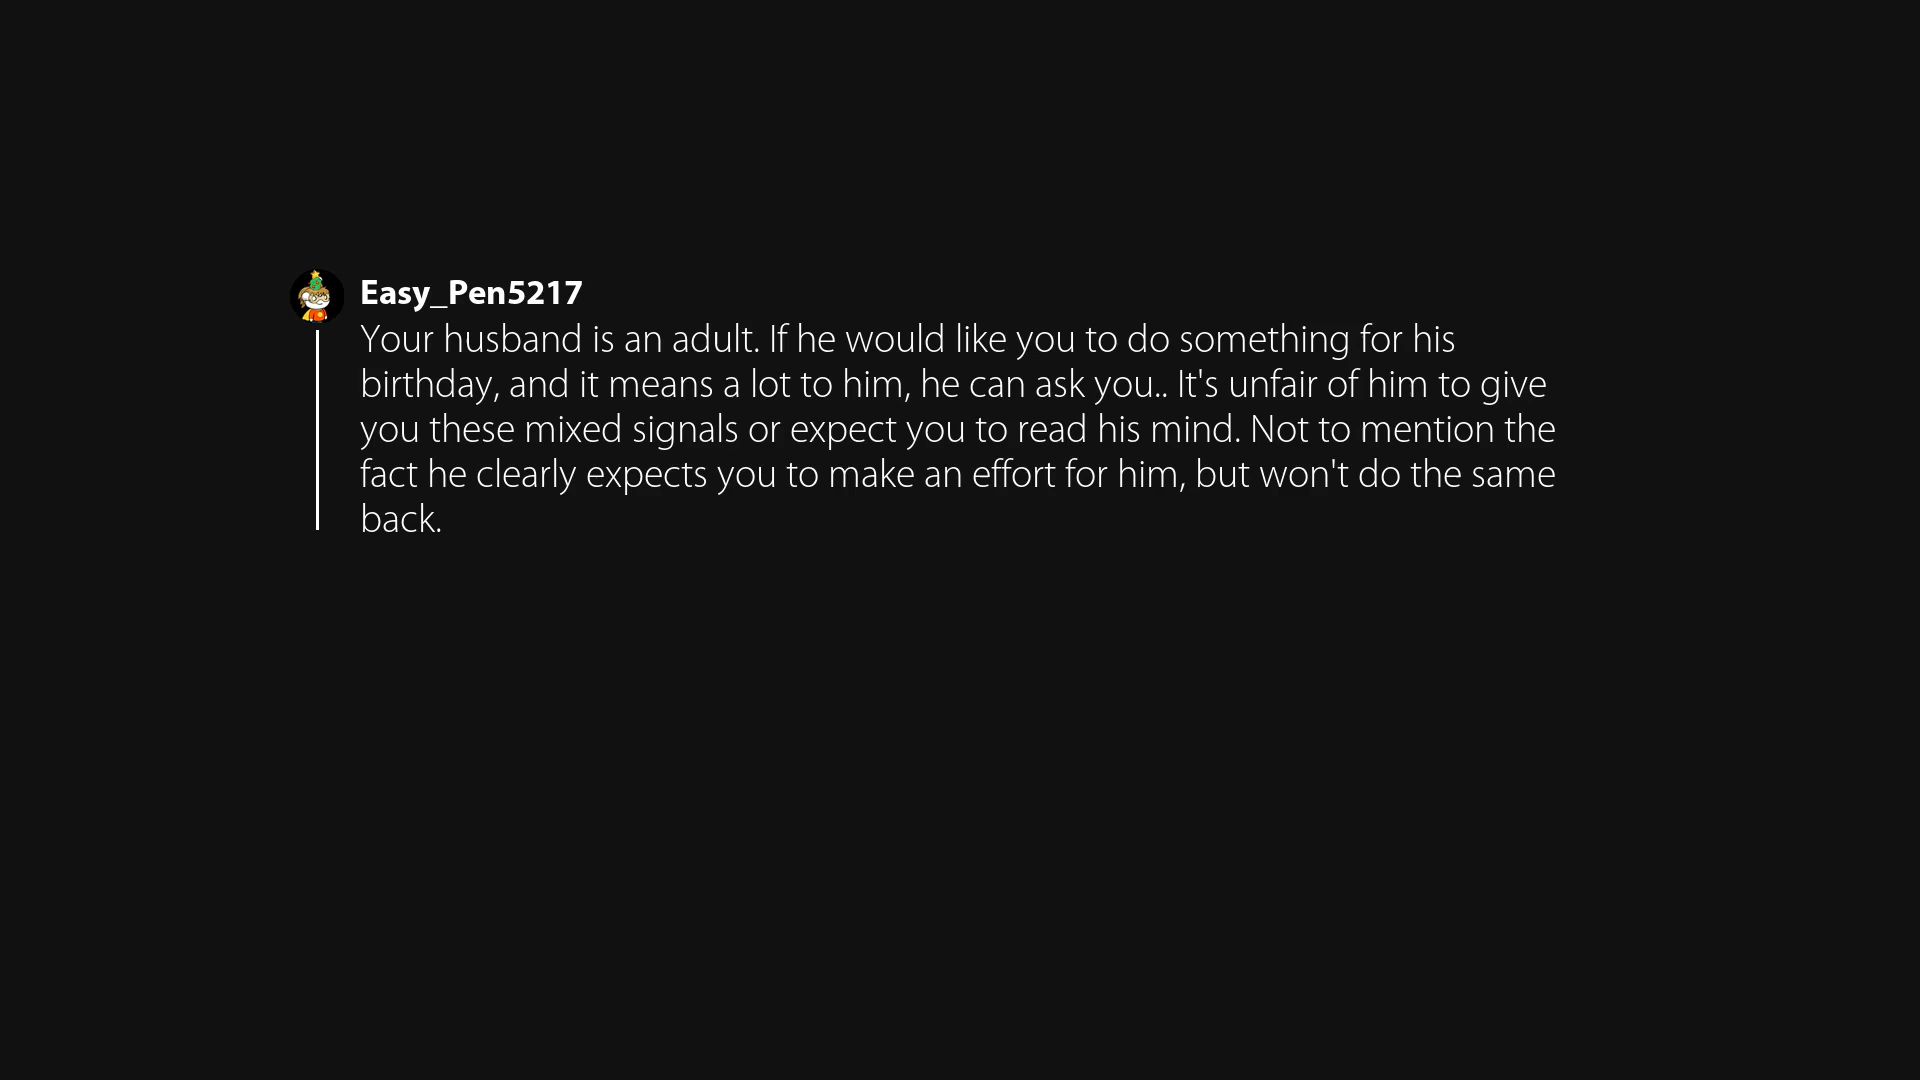 Easy_Pen5217
Your husband is an adult. If he would like you to do something for his
birthday, and it means a lot to him, he can ask you.. It's unfair of him to give
you these mixed signals or expect you to read his mind. Not to mention the
fact he clearly expects you to make an effort for him, but won't do the same
back.